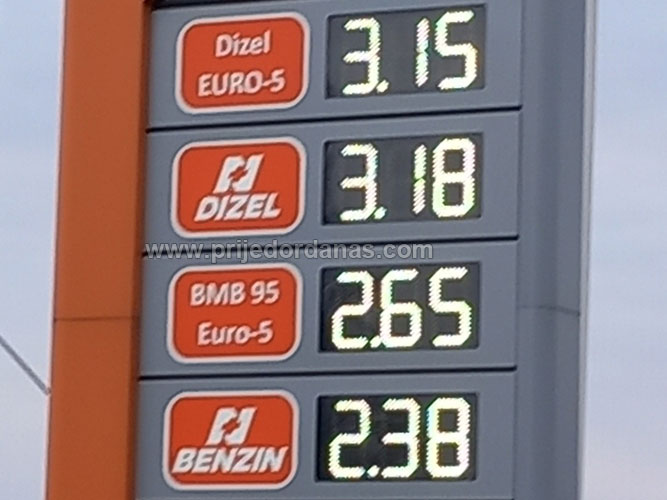 Dizel
EURO-5
3.15
DIZEL
3.18
www.prijedordanas.com
BMB 95
Euro-5
2.65
BENZIN
2.38